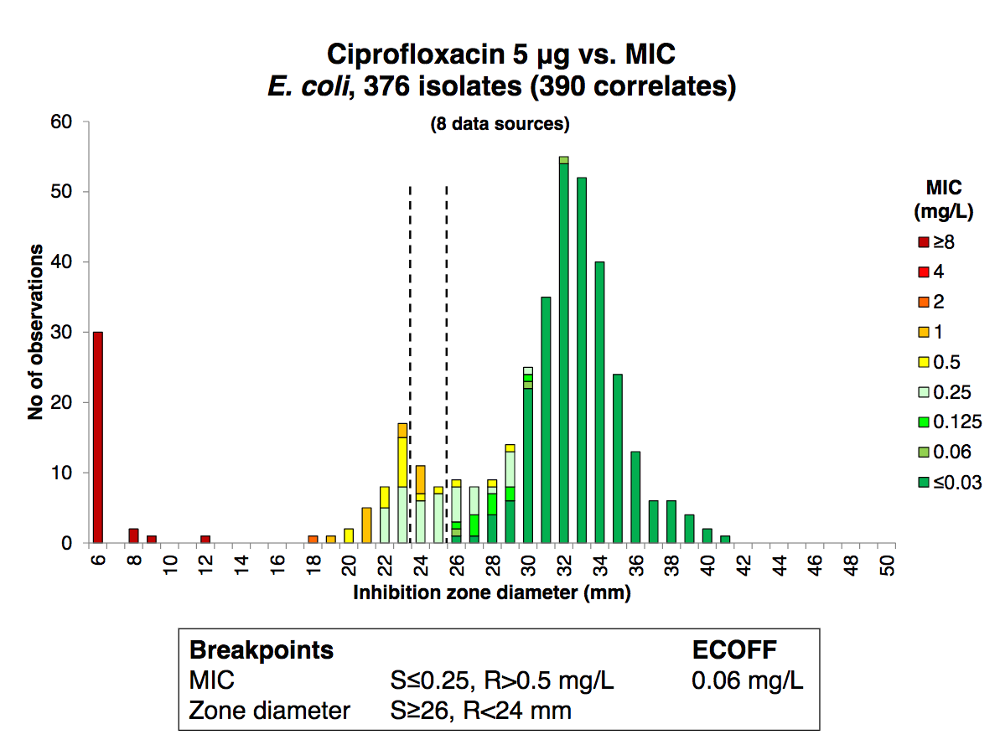 Ciprofloxacin 5 µg vs. MIC
E. coli, 376 isolates (390 correlates)
(8 data sources)
60
50
40
30
20
10
0
No of observations
6 8 10 12 14 16 18 20 22 24 26 28 30 32 34 36 38 40 42 44 46 48 50
Inhibition zone diameter (mm)
MIC
(mg/L)
≥8
4
2
1
0.5
0.25
0.125
0.06
≤0.03
Breakpoints ECOFF
MIC S≤0.25, R>0.5 mg/L 0.06 mg/L
Zone diameter S≥26, R<24 mm